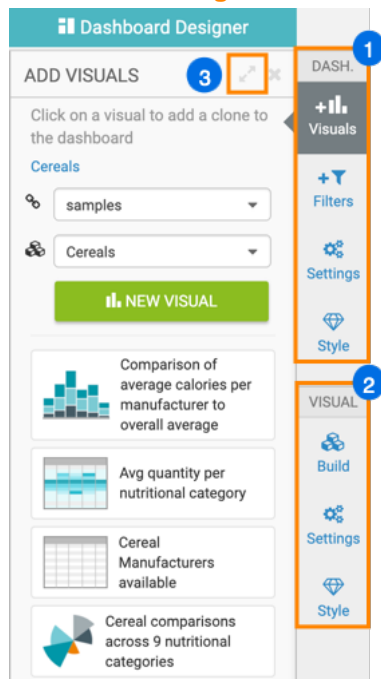 Dashboard Designer
1
ADD VISUALS
3
DASH.
Click on a visual to add a clone to
the dashboard
Visuals
Cereals
samples
Filters
Cereals
Settings
NEW VISUAL
Style
Comparison of
average calories per
manufacturer to
overall average
2
VISUAL
Build
Avg quantity per
nutritional category
Settings
Cereal
Manufacturers
available
Style
Cereal comparisons
across 9 nutritional
categories